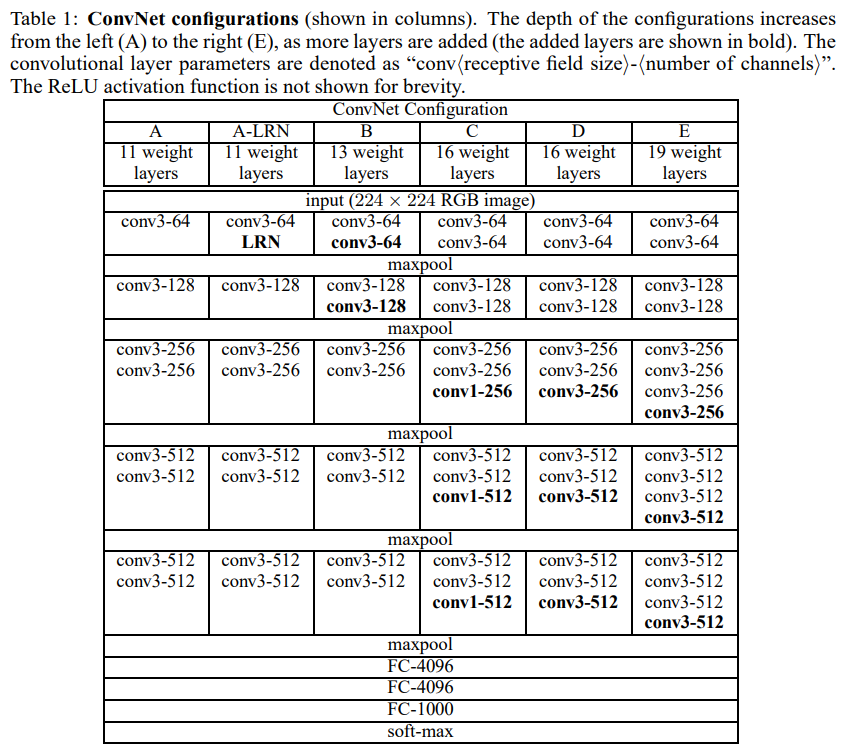 Table 1: ConvNet configurations (shown in columns). The depth of the configurations increases
from the left (A) to the right (E), as more layers are added (the added layers are shown in bold). The
convolutional layer parameters are denoted as “conv⟨receptive field size⟩-⟨number of channels⟩”.
The ReLU activation function is not shown for brevity.
ConvNet Configuration
A A-LRN B C D E
11 weight 11 weight 13 weight 16 weight 16 weight 19 weight
layers layers layers layers layers layers
input (224 × 224 RGB image)
conv3-64 conv3-64 conv3-64 conv3-64 conv3-64 conv3-64
LRN conv3-64 conv3-64 conv3-64 conv3-64
maxpool
conv3-128 conv3-128 conv3-128 conv3-128 conv3-128 conv3-128
conv3-128 conv3-128 conv3-128 conv3-128
maxpool
conv3-256 conv3-256 conv3-256 conv3-256 conv3-256 conv3-256
conv3-256 conv3-256 conv3-256 conv3-256 conv3-256 conv3-256
conv1-256 conv3-256 conv3-256
conv3-256
maxpool
conv3-512 conv3-512 conv3-512 conv3-512 conv3-512 conv3-512
conv3-512 conv3-512 conv3-512 conv3-512 conv3-512 conv3-512
conv1-512 conv3-512 conv3-512
conv3-512
maxpool
conv3-512 conv3-512 conv3-512 conv3-512 conv3-512 conv3-512
conv3-512 conv3-512 conv3-512 conv3-512 conv3-512 conv3-512
conv1-512 conv3-512 conv3-512
conv3-512
maxpool
FC-4096
FC-4096
FC-1000
soft-max